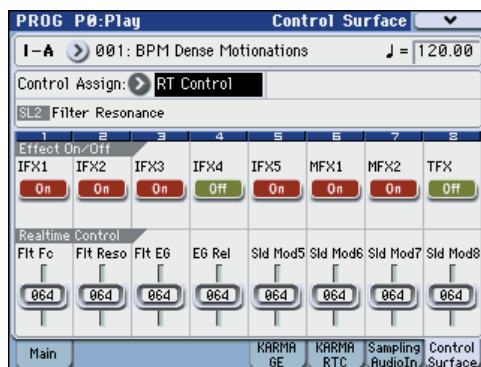 PROG P0:Play Control Surface
I-A 001: BPM Dense Motionations ♩ = 120.00
Control Assign: RT Control
SL2 Filter Resonance
1 2 3 4 5 6 7 8
Effect On/Off
IFX1 IFX2 IFX3 IFX4 IFX5 MFX1 MFX2 TFX
On On On Off On On On Off
Realtime Control
Flt Fc Flt Reso Flt EG EG Rel Sld Mod5 Sld Mod6 Sld Mod7 Sld Mod8
064 064 064 064 064 064 064 064
Main KARMA GE KARMA RTC Sampling AudioIn Control Surface